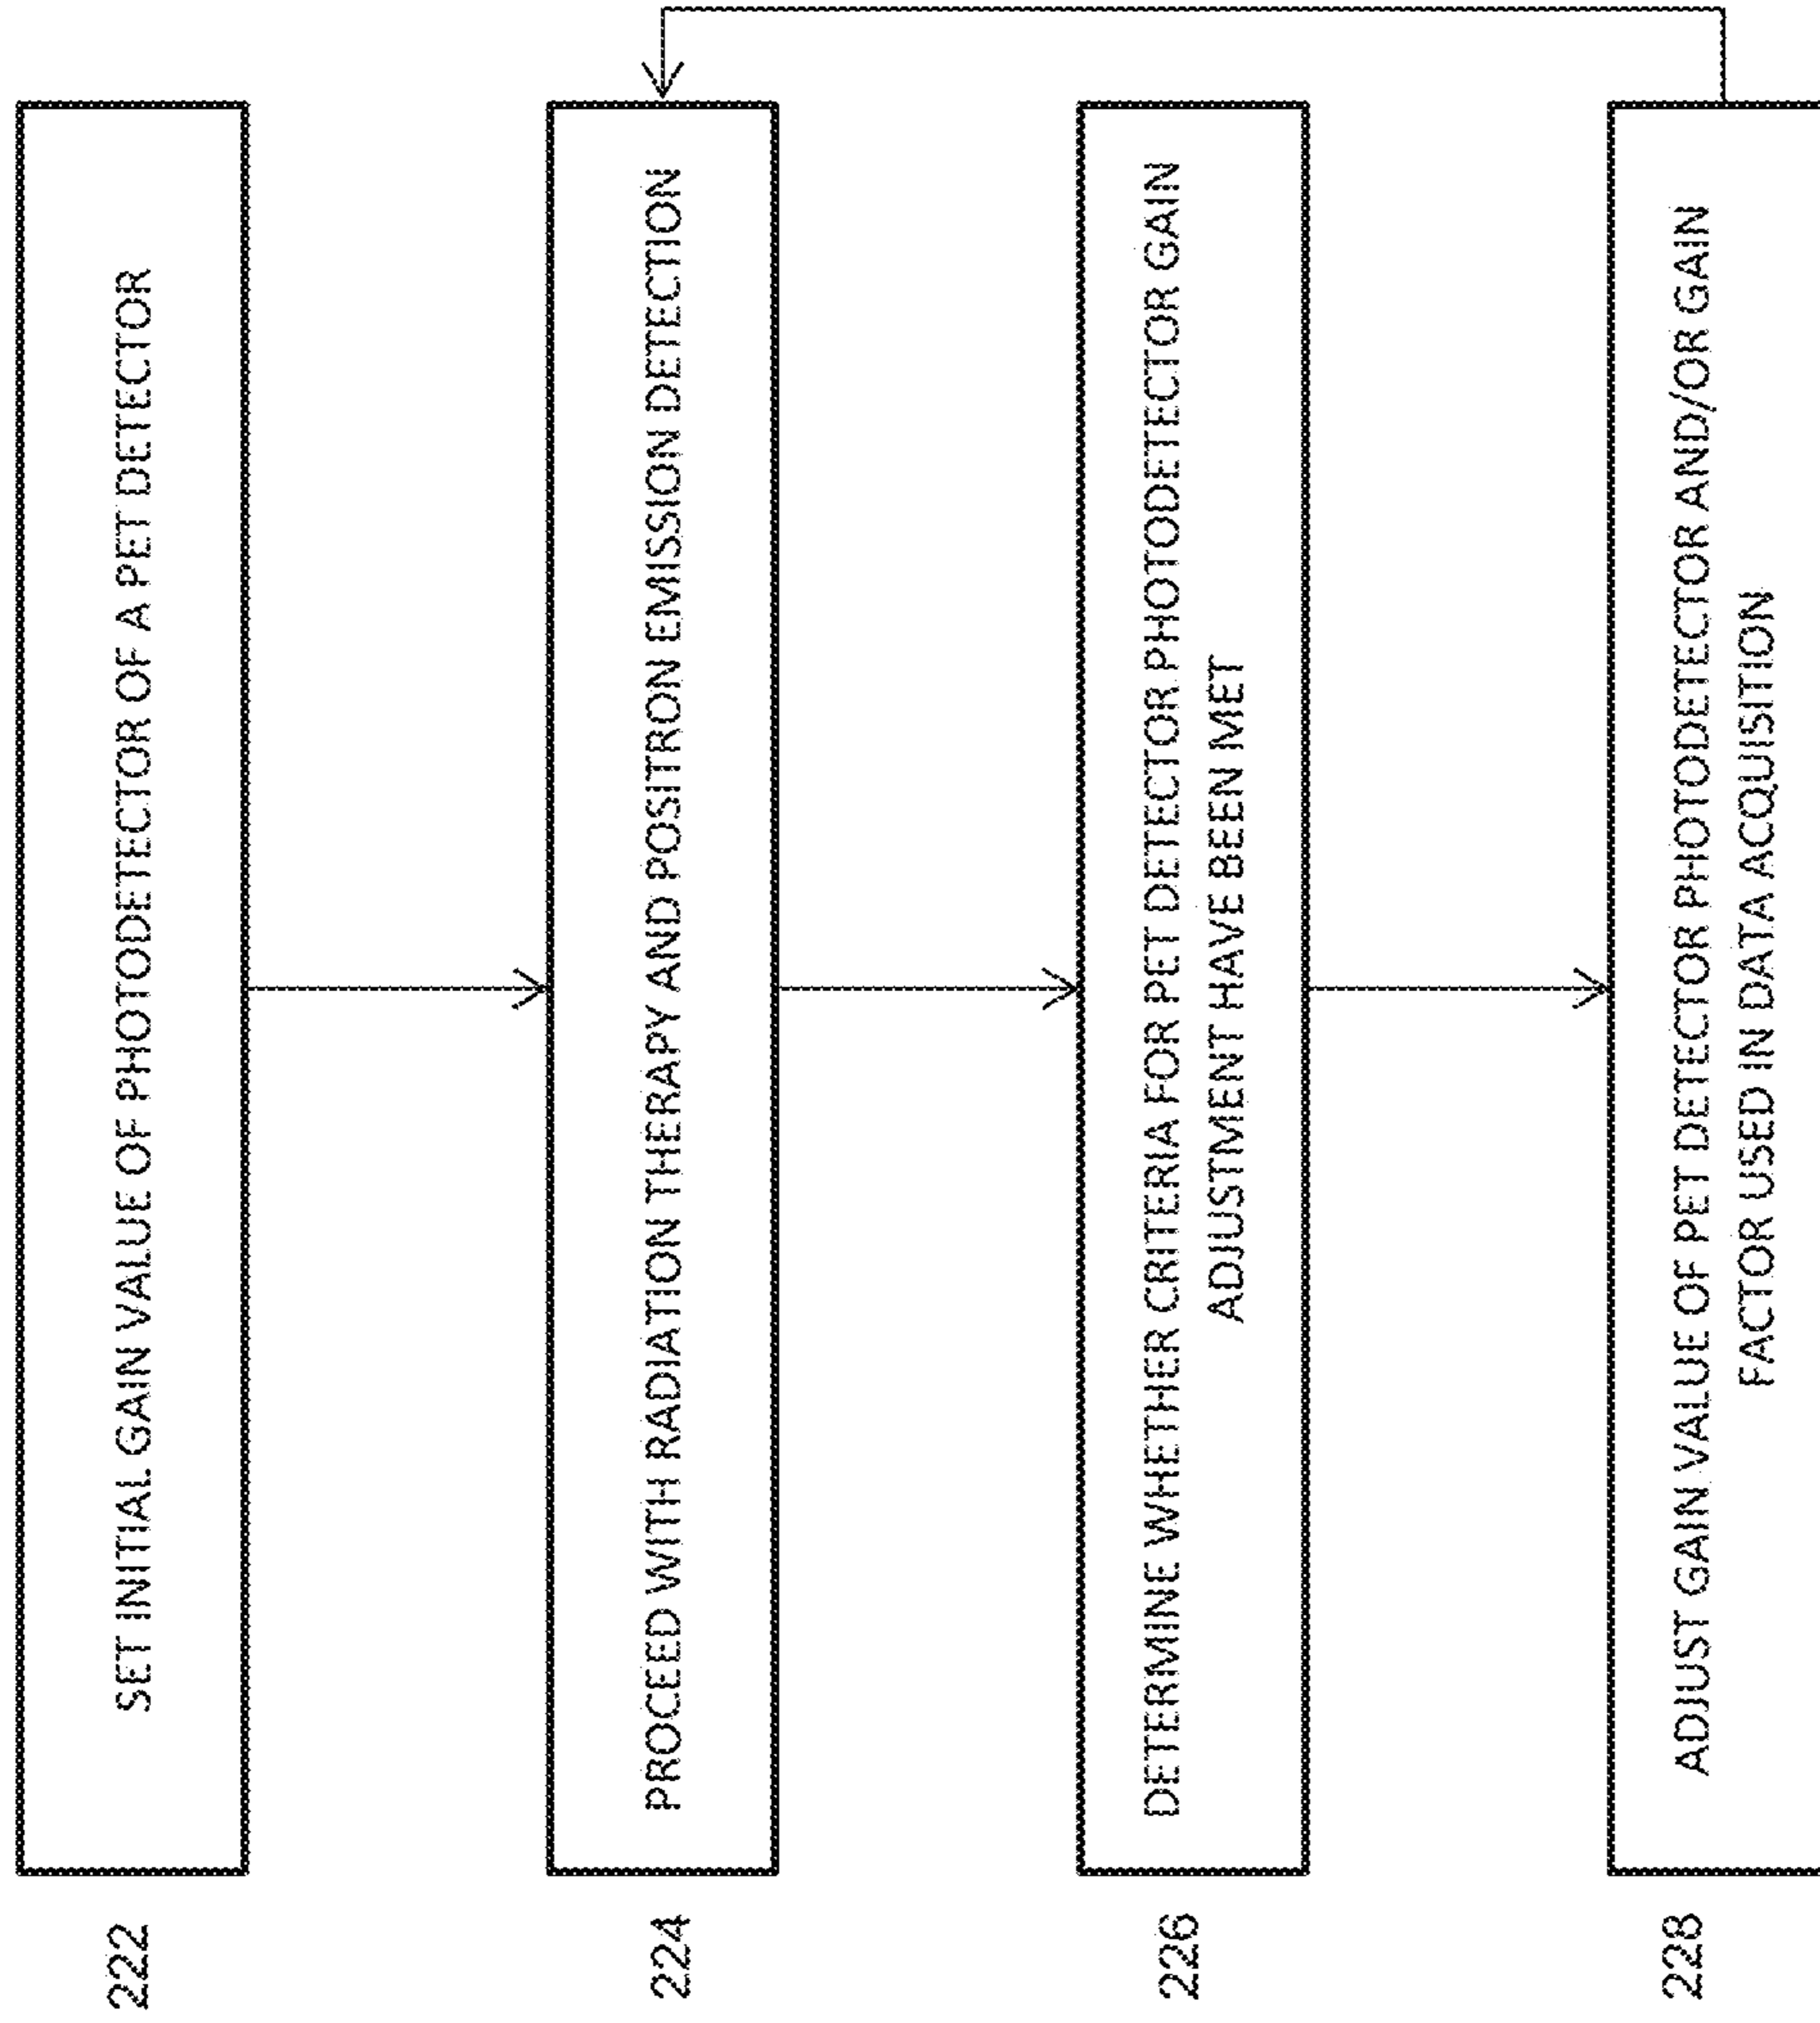 222
SET INITIAL GAIN VALUE OF PHOTODETECTOR OF A PET DETECTOR
224
PROCEED WITH RADIATION THERAPY AND POSITRON EMISSION DETECTION
226
DETERMINE WHETHER CRITERIA FOR PET DETECTOR PHOTODETECTOR GAIN
ADJUSTMENT HAVE BEEN MET
228
ADJUST GAIN VALUE OF PET DETECTOR PHOTODETECTOR AND/OR GAIN
FACTOR USED IN DATA ACQUISITION